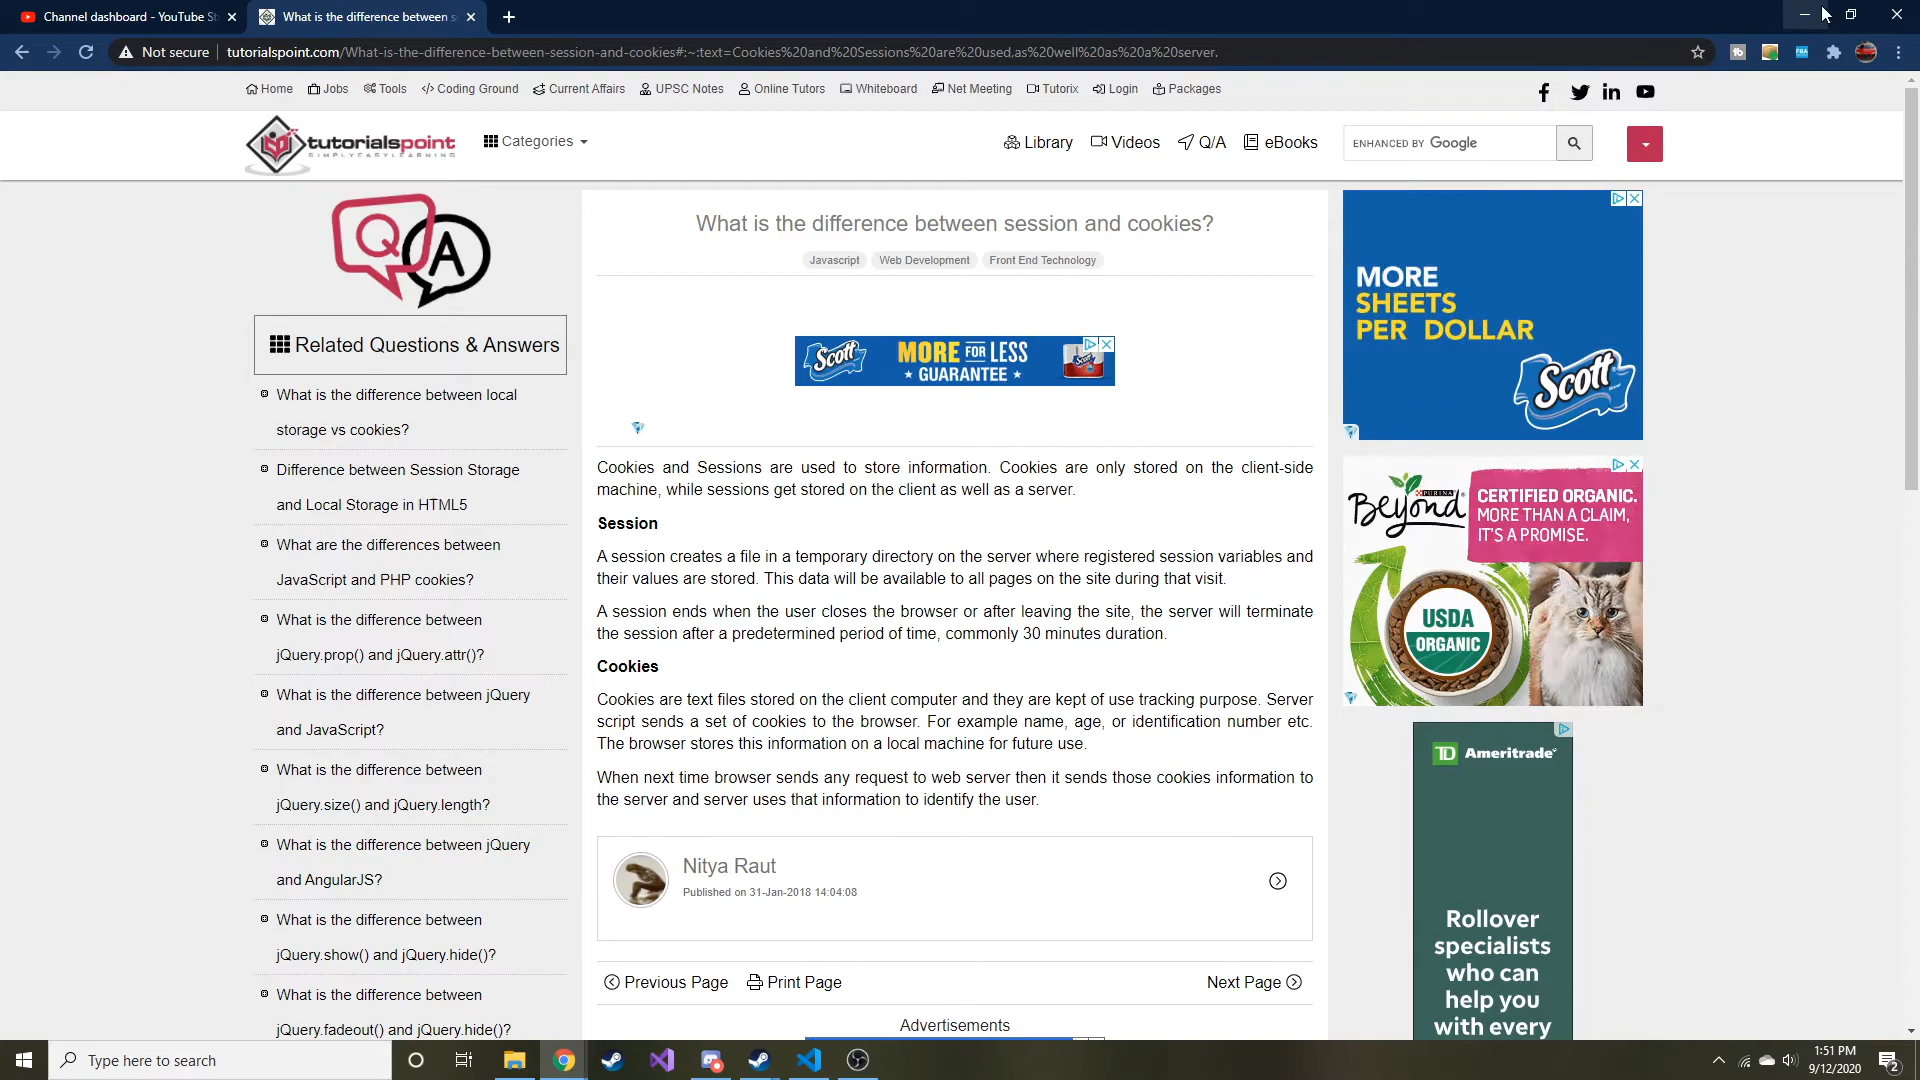 Channel dashboard - YouTube St
What is the difference between s
Not secure
tutorialspoint.com/What-is-the-difference-between-session-and-cookies#:~:text=Cookies%20and%20Sessions%20are%20used,as%20well%20as%20a%20server.
Home Jobs Tools </> Coding Ground Current Affairs UPSC Notes Online Tutors Whiteboard Net Meeting Tutorix Login Packages
tutorialspoint
SIMPLYEASYLEARNING
Categories
Library Videos Q/A eBooks
ENHANCED BY Google
Q A
Related Questions & Answers
What is the difference between local
storage vs cookies?
Difference between Session Storage
and Local Storage in HTML5
What are the differences between
JavaScript and PHP cookies?
What is the difference between
jQuery.prop() and jQuery.attr()?
What is the difference between jQuery
and JavaScript?
What is the difference between
jQuery.size() and jQuery.length?
What is the difference between jQuery
and AngularJS?
What is the difference between
jQuery.show() and jQuery.hide()?
What is the difference between
jQuery.fadeout() and jQuery.hide()?
What is the difference between session and cookies?
Javascript Web Development Front End Technology
Scott
MORE FOR LESS
GUARANTEE
Cookies and Sessions are used to store information. Cookies are only stored on the client-side
machine, while sessions get stored on the client as well as a server.
Session
A session creates a file in a temporary directory on the server where registered session variables and
their values are stored. This data will be available to all pages on the site during that visit.
A session ends when the user closes the browser or after leaving the site, the server will terminate
the session after a predetermined period of time, commonly 30 minutes duration.
Cookies
Cookies are text files stored on the client computer and they are kept of use tracking purpose. Server
script sends a set of cookies to the browser. For example name, age, or identification number etc.
The browser stores this information on a local machine for future use.
When next time browser sends any request to web server then it sends those cookies information to
the server and server uses that information to identify the user.
Nitya Raut
Published on 31-Jan-2018 14:04:08
Previous Page Print Page Next Page
Advertisements
MORE
SHEETS
PER DOLLAR
Scott
PURINA
Beyond
CERTIFIED ORGANIC.
MORE THAN A CLAIM,
IT'S A PROMISE.
USDA
ORGANIC
TD Ameritrade
Rollover
specialists
who can
help you
with every
Type here to search
1:51 PM
9/12/2020
2